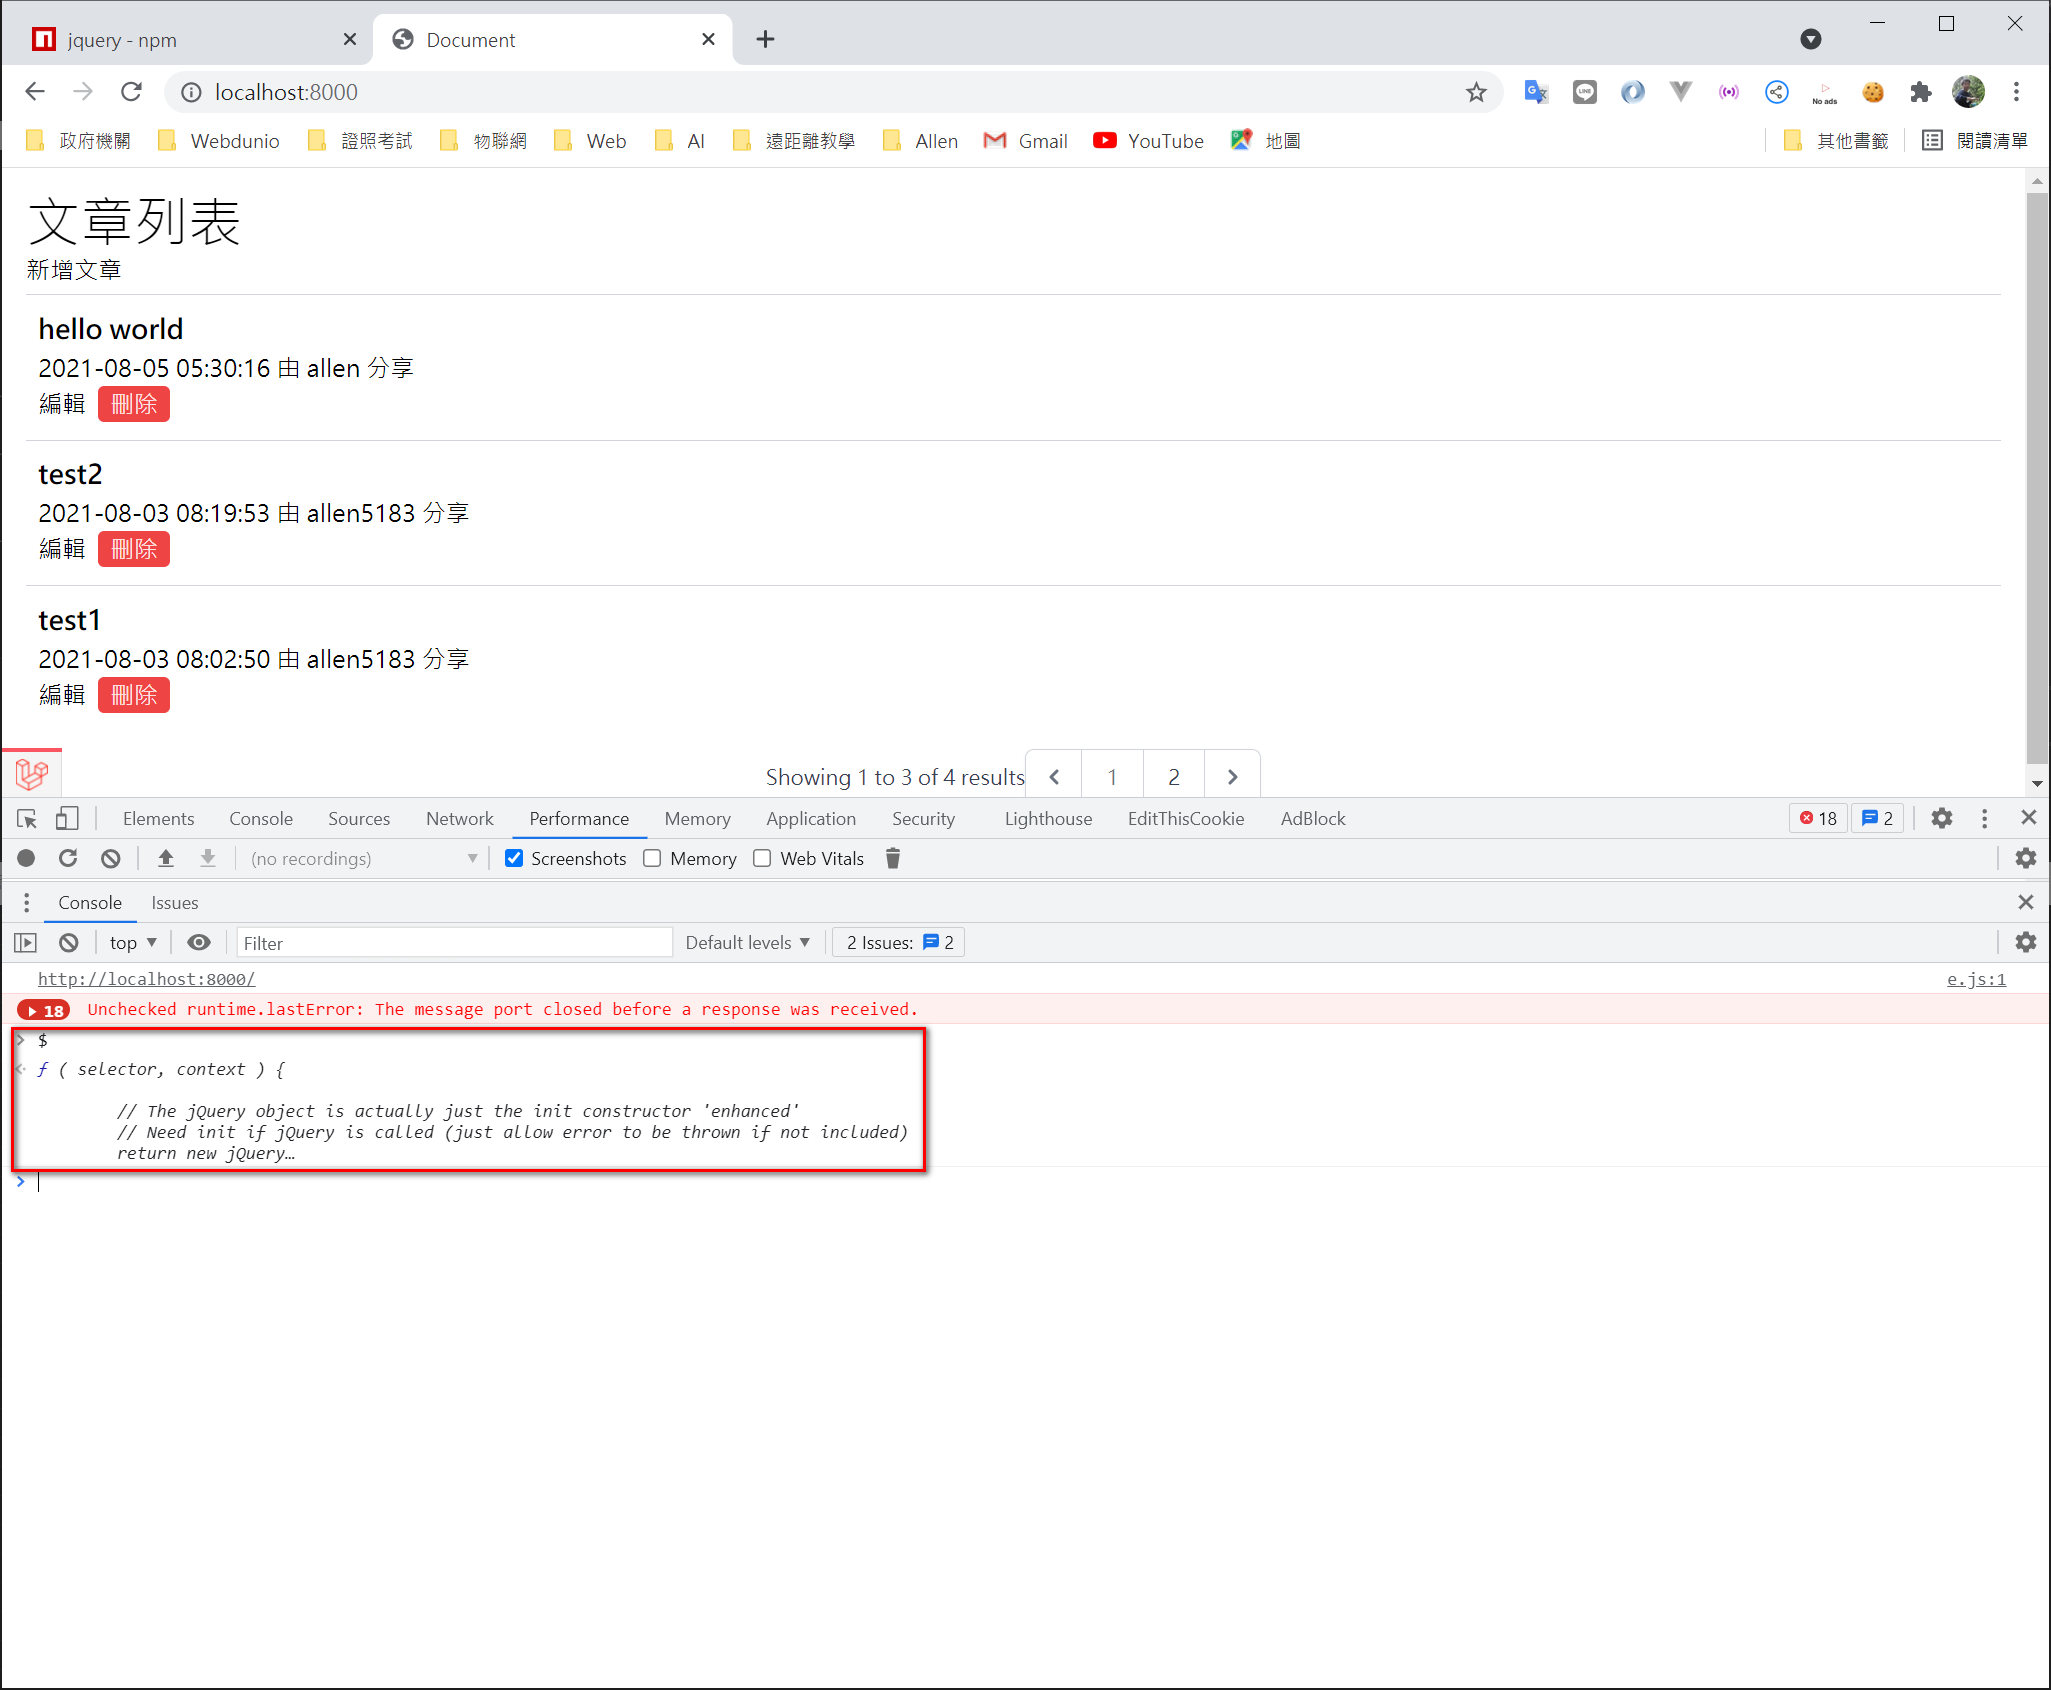 jquery - npm
Document
localhost:8000
No ads
政府機關
Webdunio
證照考試
物聯網
Web
AI
遠距離教學
Allen
Gmail
YouTube
地圖
其他書籤
閱讀清單
文章列表
新增文章
hello world
2021-08-05 05:30:16 由 allen 分享
編輯 刪除
test2
2021-08-03 08:19:53 由 allen5183 分享
編輯 刪除
test1
2021-08-03 08:02:50 由 allen5183 分享
編輯 刪除
Showing 1 to 3 of 4 results 1 2
Elements Console Sources Network Performance Memory Application Security Lighthouse EditThisCookie AdBlock 18 2
(no recordings) Screenshots Memory Web Vitals
Console Issues
top Filter Default levels 2 Issues: 2
http://localhost:8000/ e.js:1
18 Unchecked runtime.lastError: The message port closed before a response was received.
> $
f ( selector, context ) {
// The jQuery object is actually just the init constructor 'enhanced'
// Need init if jQuery is called (just allow error to be thrown if not included)
return new jQuery…
>